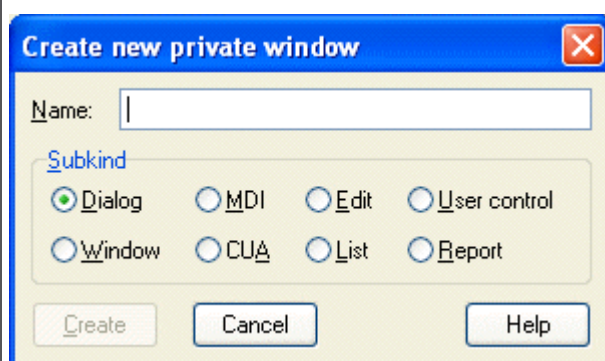 Create new private window
Name:
Subkind
Dialog MDI Edit User control
Window CUA List Report
Create Cancel Help